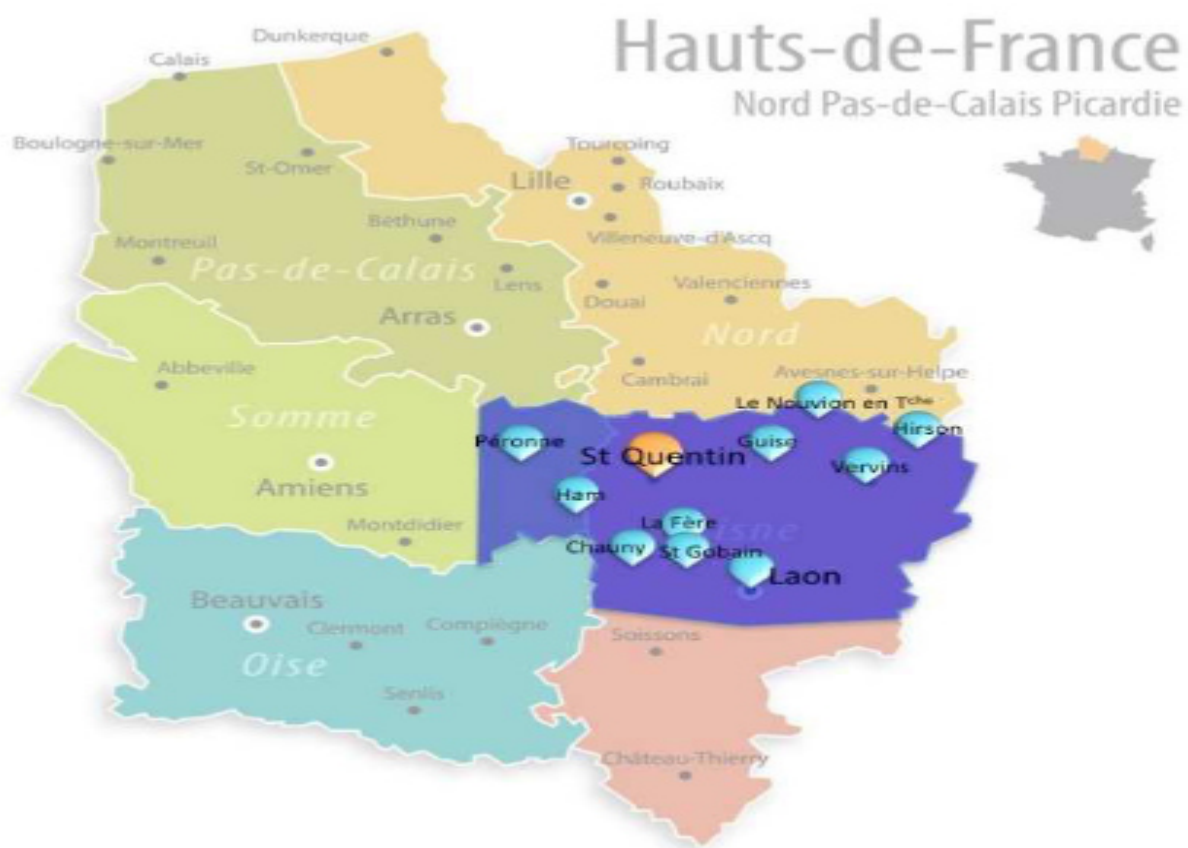 Hauts-de-France
Nord Pas-de-Calais Picardie
Dunkerque
Calais
Boulogne-sur-Mer
St-Omer
Tourcoing
Lille
Roubaix
Villeneuve-d'Ascq
Béthune
Montreuil
Pas-de-Calais
Lens
Douai
Valenciennes
Arras
Nord
Abbeville
Cambrai
Avesnes-sur-Helpe
Le Nouvion en Tche
Somme
Péronne
St Quentin
Guise
Hirson
Vervins
Amiens
Ham
Montdidier
La Fère
isne
Chauny
St Gobain
Laon
Beauvais
Clermont
Compiègne
Soissons
Oise
Senlis
Château-Thierry